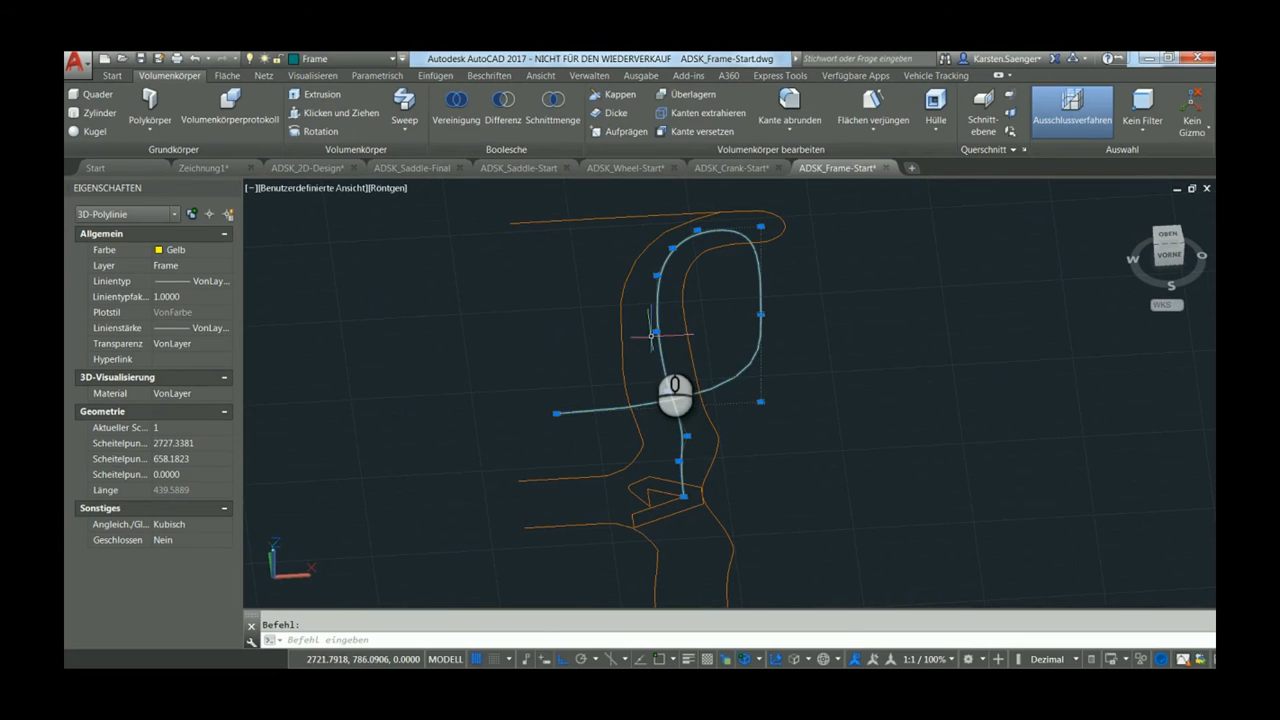 Frame
Autodesk AutoCAD 2017 - NICHT FÜR DEN WIEDERVERKAUF ADSK_Frame-Start.dwg
Stichwort oder Frage eingeben
Karsten.Saenger
Start Volumenkörper Fläche Netz Visualisieren Parametrisch Einfügen Beschriften Ansicht Verwalten Ausgabe Add-ins A360 Express Tools Verfügbare Apps Vehicle Tracking
Quader
Zylinder
Kugel
Polykörper
Volumenkörperprotokoll
Grundkörper
Extrusion
Klicken und Ziehen
Rotation
Sweep
Volumenkörper
Vereinigung Differenz Schnittmenge
Boolesche
Kappen
Dicke
Aufprägen
Überlagern
Kanten extrahieren
Kante versetzen
Kante abrunden
Flächen verjüngen
Hülle
Volumenkörper bearbeiten
Schnitt-
ebene
Querschnitt
Ausschlussverfahren
Kein Filter
Kein
Gizmo
Auswahl
Start Zeichnung1* ADSK_2D-Design* ADSK_Saddle-Final ADSK_Saddle-Start ADSK_Wheel-Start* ADSK_Crank-Start* ADSK_Frame-Start*
EIGENSCHAFTEN
3D-Polylinie
Allgemein
Farbe Gelb
Layer Frame
Linientyp VonLay...
Linientypfak... 1.0000
Plotstil VonFarbe
Linienstärke VonLay...
Transparenz VonLayer
Hyperlink
3D-Visualisierung
Material VonLayer
Geometrie
Aktueller Sc... 1
Scheitelpun... 2727.3381
Scheitelpun... 658.1823
Scheitelpun... 0.0000
Länge 439.5889
Sonstiges
Angleich./Gl... Kubisch
Geschlossen Nein
[−][Benutzerdefinierte Ansicht][Röntgen]
OBEN
W VORNE O
S
WKS
Z
X
Befehl:
Befehl eingeben
2721.7918, 786.0906, 0.0000 MODELL
1:1 / 100%
Dezimal